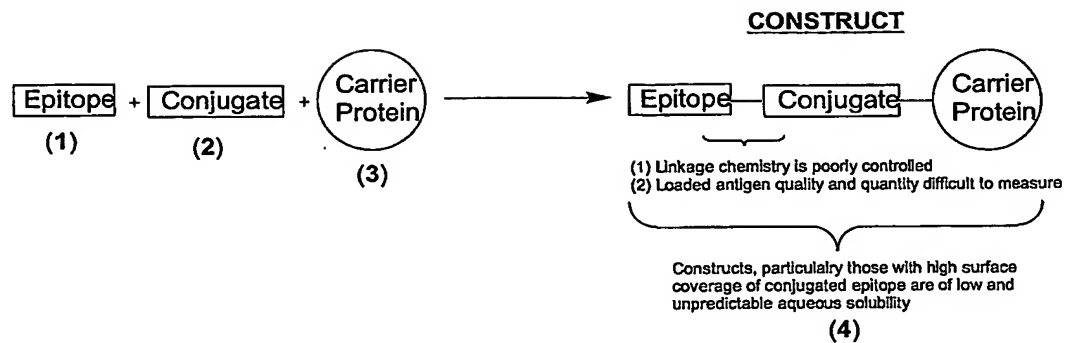 CONSTRUCT
Epitope + Conjugate + Carrier Protein
(1)
(2)
(3)
Epitope Conjugate Carrier Protein
(1) Linkage chemistry is poorly controlled
(2) Loaded antigen quality and quantity difficult to measure
Constructs, particulalry those with high surface
coverage of conjugated epitope are of low and
unpredictable aqueous solubility
(4)